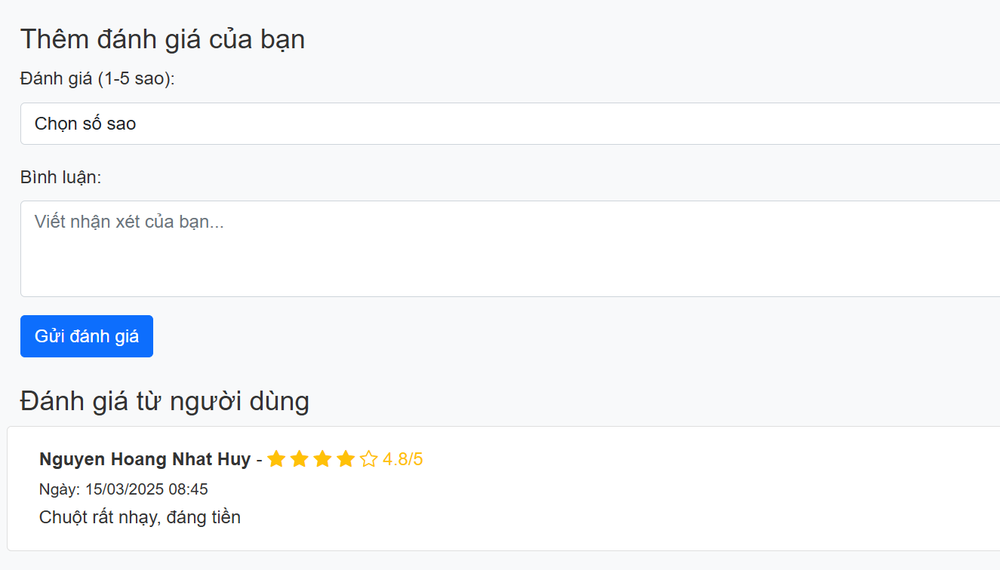 Thêm đánh giá của bạn
Đánh giá (1-5 sao):
Chọn số sao
Bình luận:
Viết nhận xét của bạn...
Gửi đánh giá
Đánh giá từ người dùng
Nguyen Hoang Nhat Huy - ★★★★☆ 4.8/5
Ngày: 15/03/2025 08:45
Chuột rất nhạy, đáng tiền